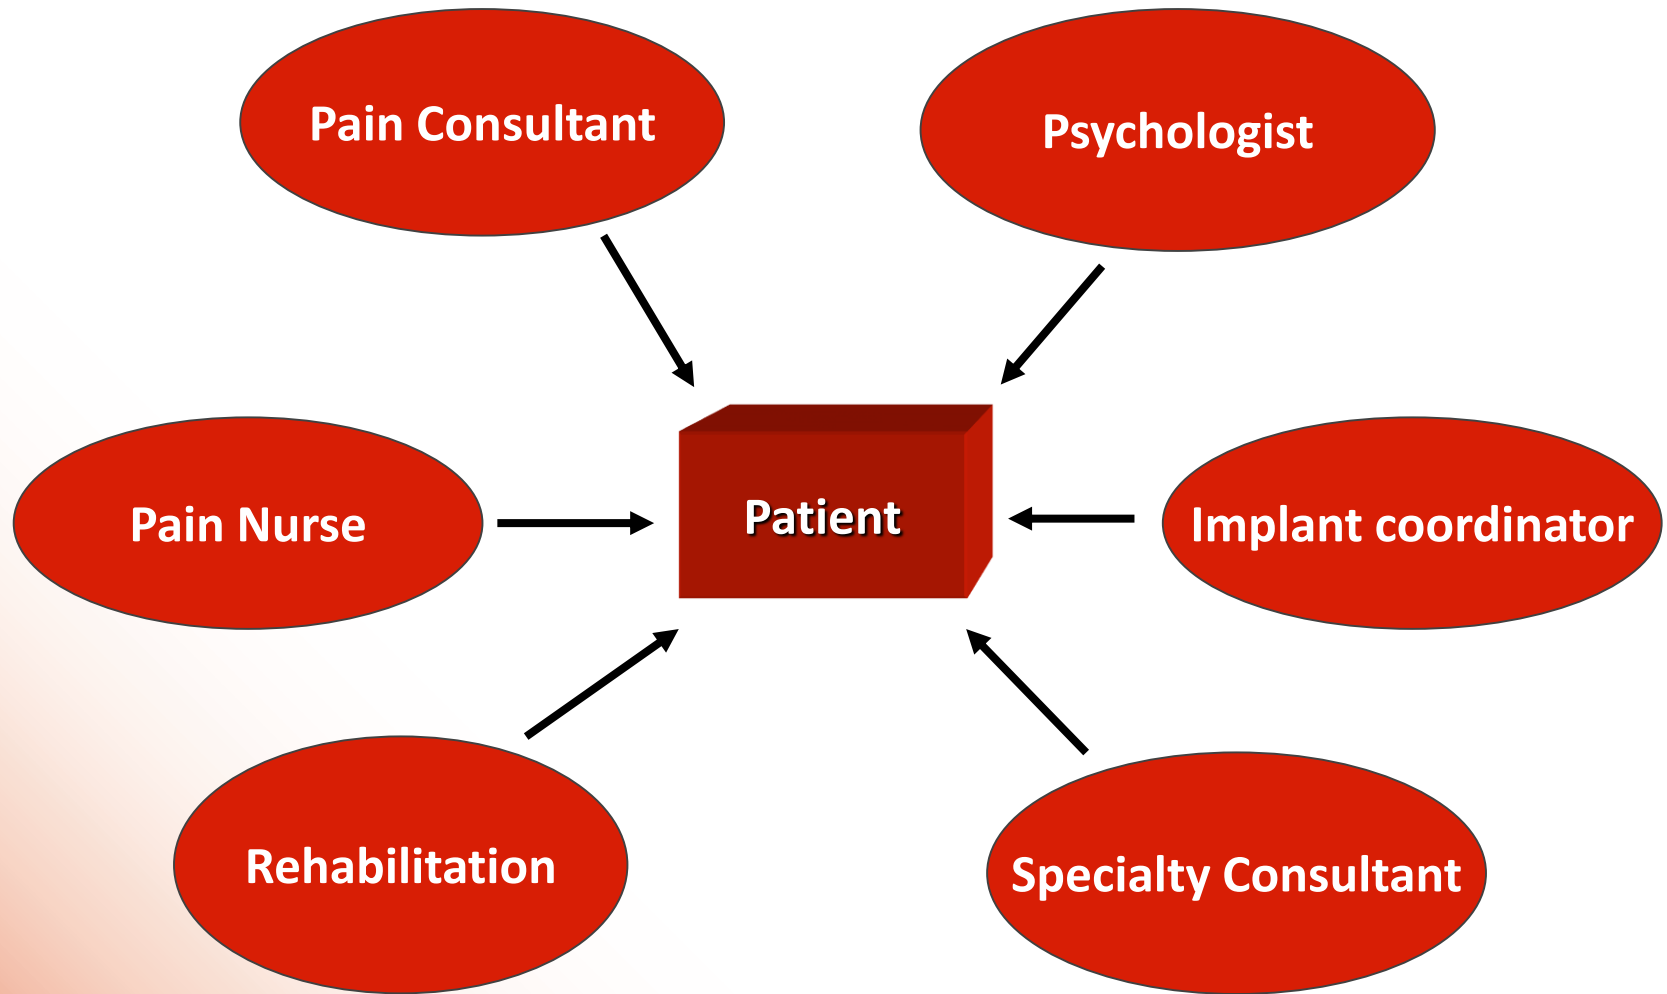 Pain Consultant
Psychologist
Pain Nurse
Patient
Implant coordinator
Rehabilitation
Specialty Consultant